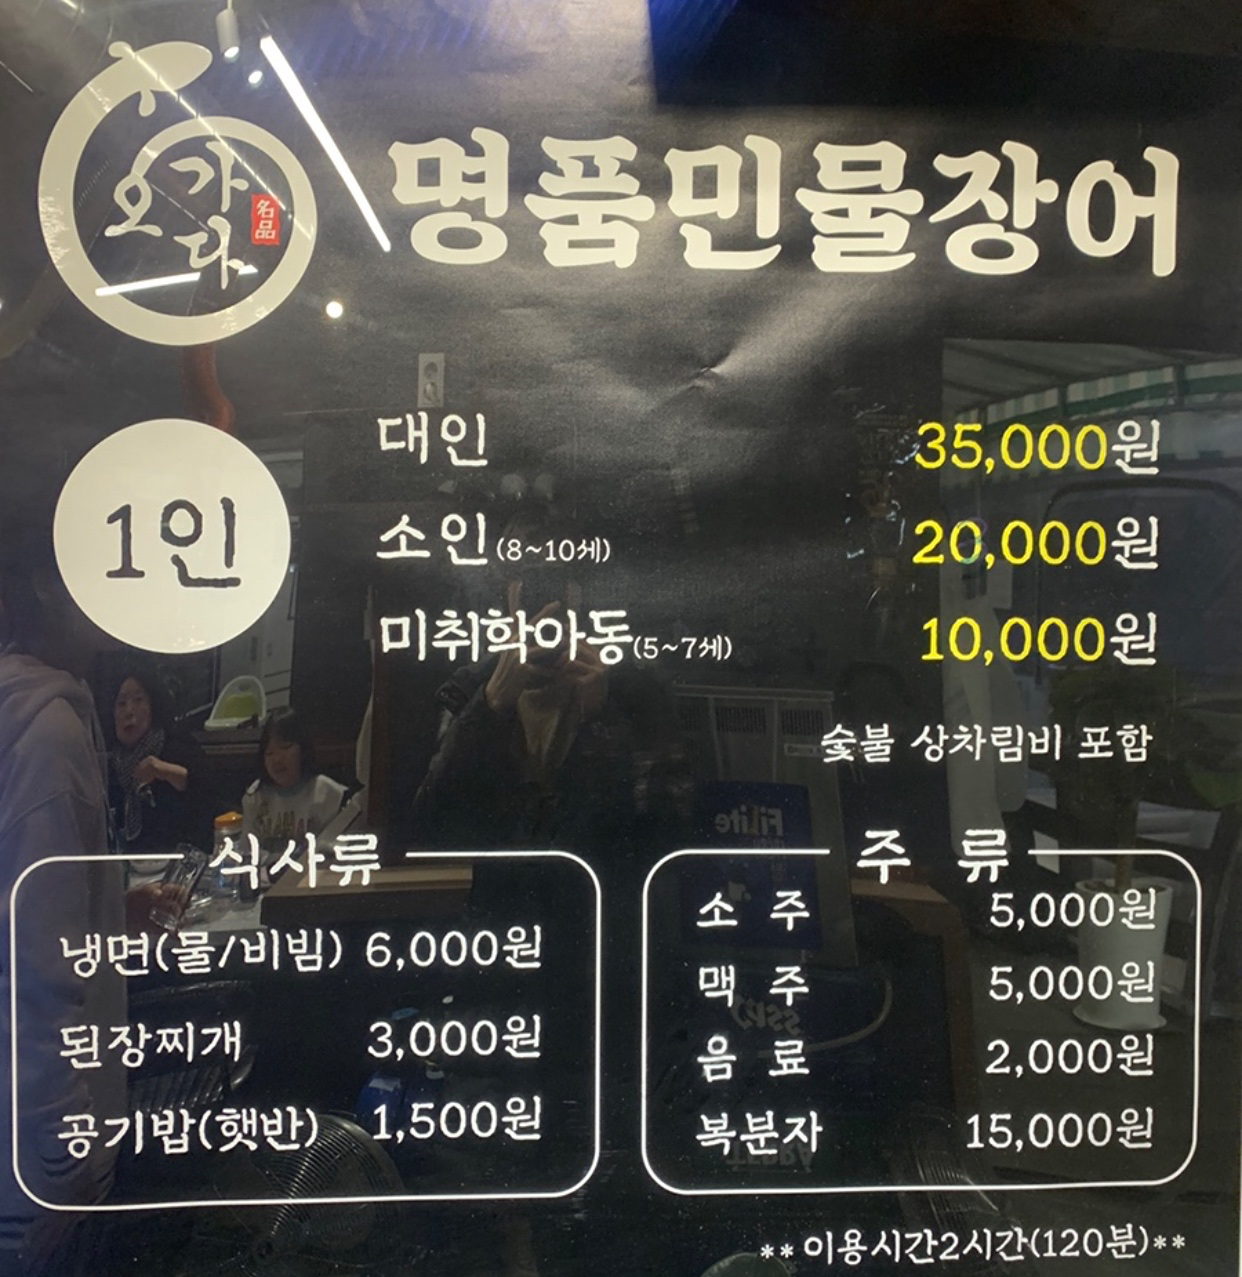 오가다
名品
명품민물장어
1인
대인 35,000원
소인(8~10세) 20,000원
미취학아동(5~7세) 10,000원
숯불 상차림비 포함
식사류
냉면(물/비빔) 6,000원
된장찌개 3,000원
공기밥(햇반) 1,500원
주 류
소 주 5,000원
맥 주 5,000원
음 료 2,000원
복분자 15,000원
**이용시간2시간(120분)**
FiLite
TERRA